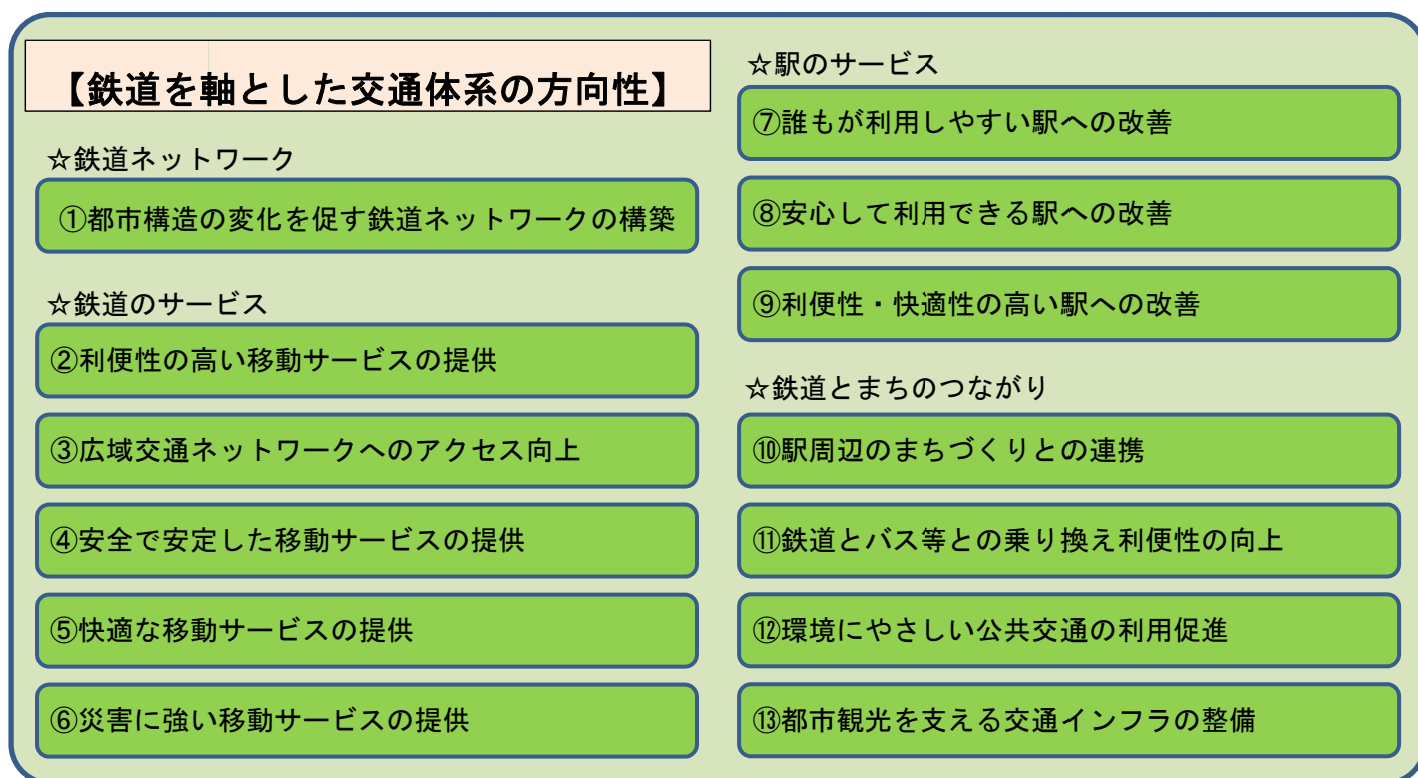 【鉄道を軸とした交通体系の方向性】
☆鉄道ネットワーク
①都市構造の変化を促す鉄道ネットワークの構築
☆鉄道のサービス
②利便性の高い移動サービスの提供
③広域交通ネットワークへのアクセス向上
④安全で安定した移動サービスの提供
⑤快適な移動サービスの提供
⑥災害に強い移動サービスの提供
☆駅のサービス
⑦誰もが利用しやすい駅への改善
⑧安心して利用できる駅への改善
⑨利便性・快適性の高い駅への改善
☆鉄道とまちのつながり
⑩駅周辺のまちづくりとの連携
⑪鉄道とバス等との乗り換え利便性の向上
⑫環境にやさしい公共交通の利用促進
⑬都市観光を支える交通インフラの整備